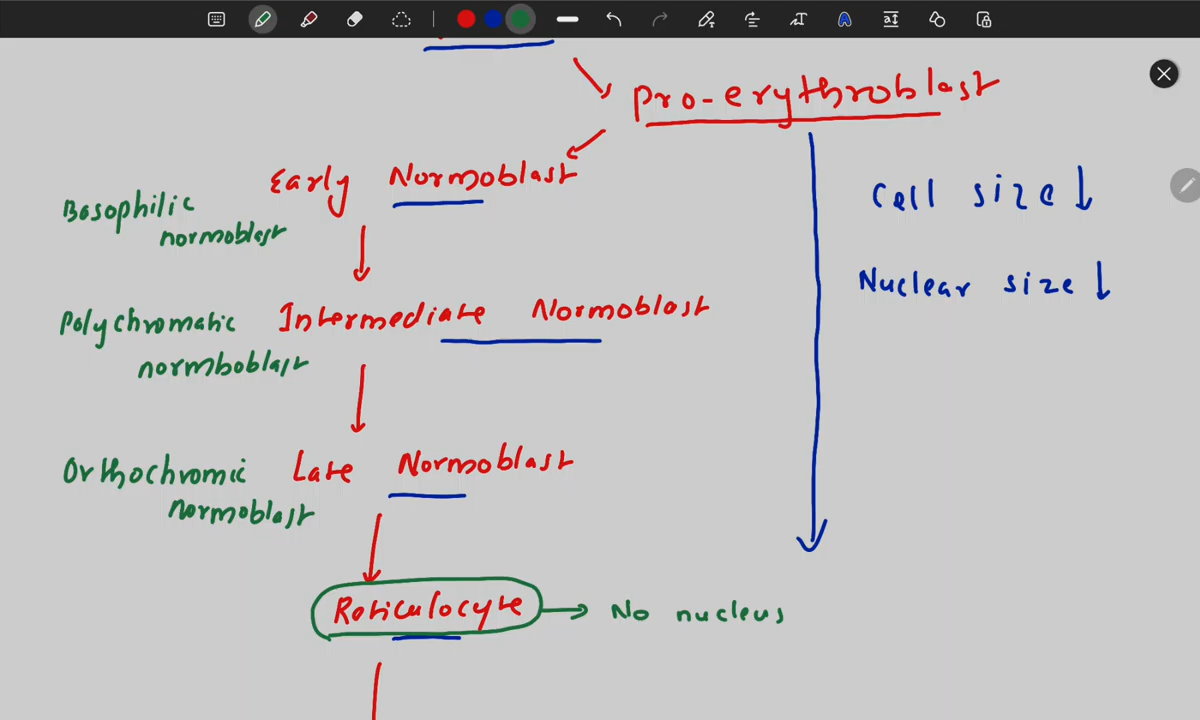 Pro-erythroblast
Early Normoblast
Basophilic
normoblast
Cell size ↓
Nuclear size ↓
Polychromatic
normboblast
Intermediate Normoblast
Orthochromic
normoblast
Late Normoblast
Reticulocyte → No nucleus